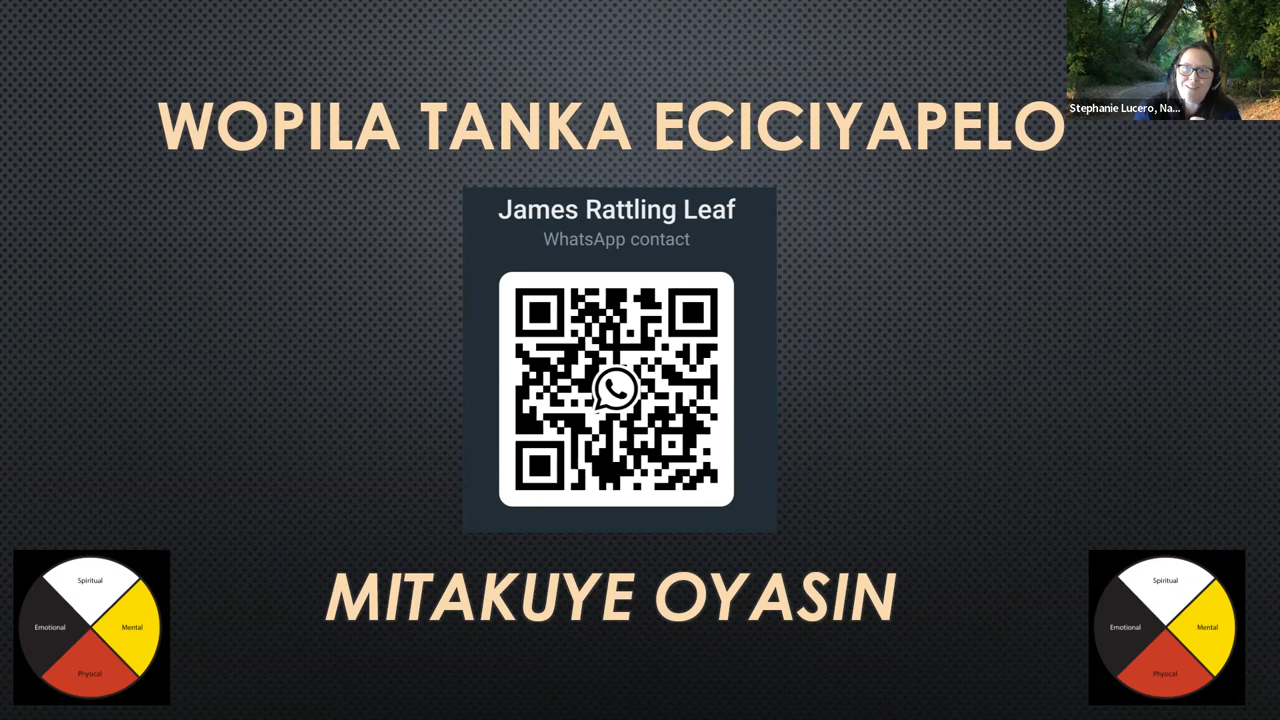 WOPILA TANKA ECICIYAPELO
Stephanie Lucero, Na...
James Rattling Leaf
WhatsApp contact
MITAKUYE OYASIN
Spiritual
Emotional
Mental
Physical
Spiritual
Emotional
Mental
Physical